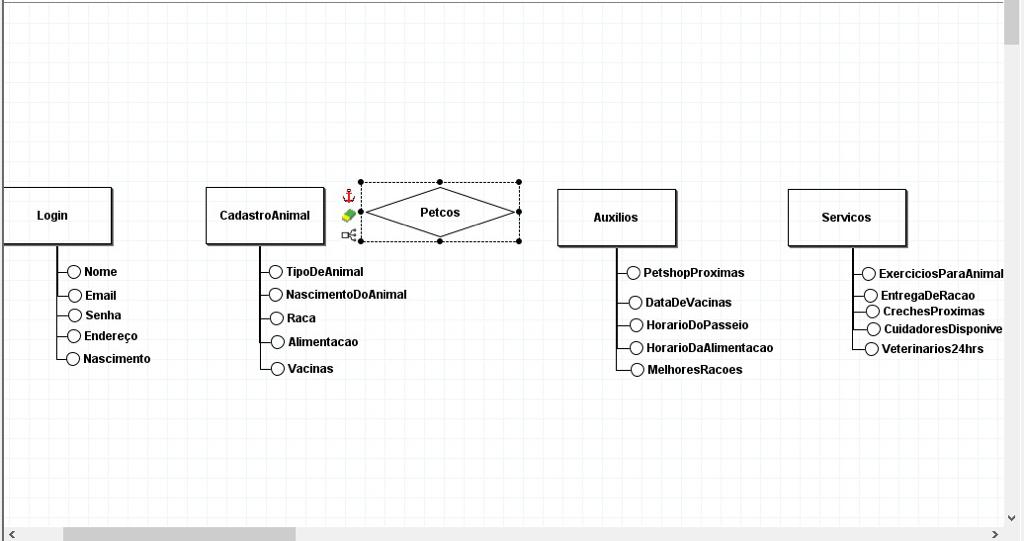 Login
Nome
Email
Senha
Endereço
Nascimento
CadastroAnimal
TipoDeAnimal
NascimentoDoAnimal
Raca
Alimentacao
Vacinas
Petcos
Auxilios
PetshopProximas
DataDeVacinas
HorarioDoPasseio
HorarioDaAlimentacao
MelhoresRacoes
Servicos
ExerciciosParaAnimal
EntregaDeRacao
CrechesProximas
CuidadoresDisponive
Veterinarios24hrs